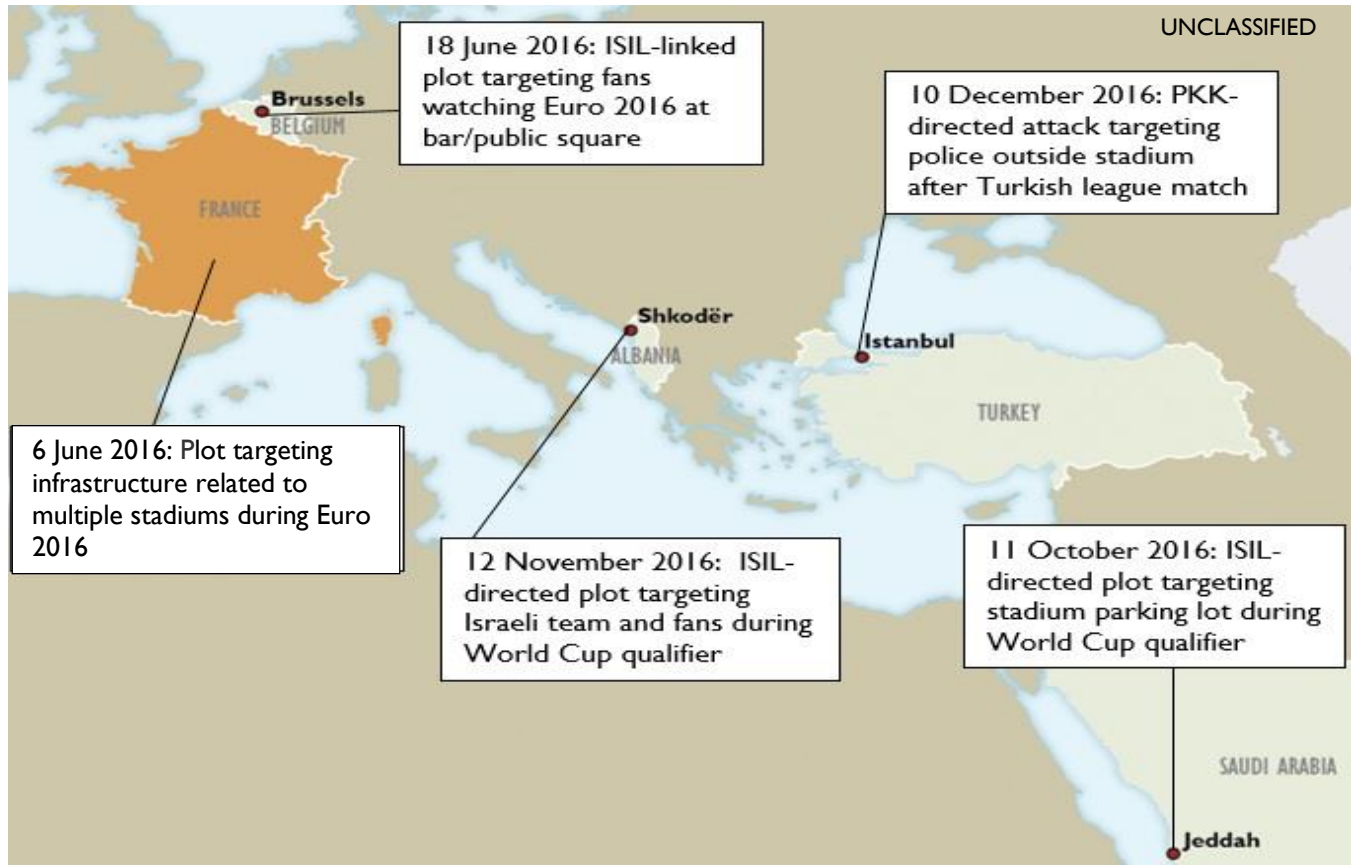 UNCLASSIFIED
18 June 2016: ISIL-linked
plot targeting fans
watching Euro 2016 at
bar/public square
10 December 2016: PKK-
directed attack targeting
police outside stadium
after Turkish league match
Brussels
BELGIUM
FRANCE
Shkodër
ALBANIA
Istanbul
TURKEY
6 June 2016: Plot targeting
infrastructure related to
multiple stadiums during Euro
2016
12 November 2016: ISIL-
directed plot targeting
Israeli team and fans during
World Cup qualifier
11 October 2016: ISIL-
directed plot targeting
stadium parking lot during
World Cup qualifier
SAUDI ARABIA
Jeddah